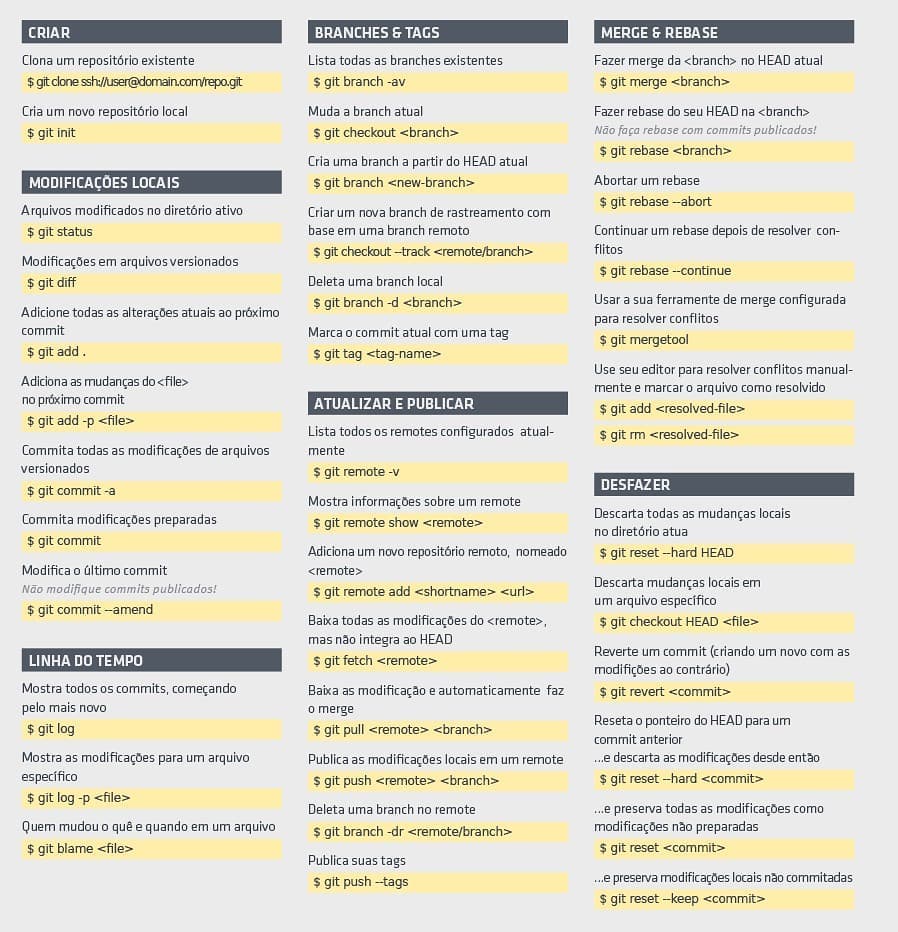 CRIAR
Clona um repositório existente
$ git clone ssh://user@domain.com/repo.git
Cria um novo repositório local
$ git init
MODIFICAÇÕES LOCAIS
Arquivos modificados no diretório ativo
$ git status
Modificações em arquivos versionados
$ git diff
Adicione todas as alterações atuais ao próximo
commit
$ git add .
Adiciona as mudanças do <file>
no próximo commit
$ git add -p <file>
Commita todas as modificações de arquivos
versionados
$ git commit -a
Commita modificações preparadas
$ git commit
Modifica o último commit
Não modifique commits publicados!
$ git commit --amend
LINHA DO TEMPO
Mostra todos os commits, começando
pelo mais novo
$ git log
Mostra as modificações para um arquivo
específico
$ git log -p <file>
Quem mudou o quê e quando em um arquivo
$ git blame <file>
BRANCHES & TAGS
Lista todas as branches existentes
$ git branch -av
Muda a branch atual
$ git checkout <branch>
Cria uma branch a partir do HEAD atual
$ git branch <new-branch>
Criar um nova branch de rastreamento com
base em uma branch remoto
$ git checkout --track <remote/branch>
Deleta uma branch local
$ git branch -d <branch>
Marca o commit atual com uma tag
$ git tag <tag-name>
ATUALIZAR E PUBLICAR
Lista todos os remotes configurados atual-
mente
$ git remote -v
Mostra informações sobre um remote
$ git remote show <remote>
Adiciona um novo repositório remoto, nomeado
<remote>
$ git remote add <shortname> <url>
Baixa todas as modificações do <remote>,
mas não integra ao HEAD
$ git fetch <remote>
Baixa as modificação e automaticamente faz
o merge
$ git pull <remote> <branch>
Publica as modificações locais em um remote
$ git push <remote> <branch>
Deleta uma branch no remote
$ git branch -dr <remote/branch>
Publica suas tags
$ git push --tags
MERGE & REBASE
Fazer merge da <branch> no HEAD atual
$ git merge <branch>
Fazer rebase do seu HEAD na <branch>
Não faça rebase com commits publicados!
$ git rebase <branch>
Abortar um rebase
$ git rebase --abort
Continuar um rebase depois de resolver con-
flitos
$ git rebase --continue
Usar a sua ferramente de merge configurada
para resolver conflitos
$ git mergetool
Use seu editor para resolver conflitos manual-
mente e marcar o arquivo como resolvido
$ git add <resolved-file>
$ git rm <resolved-file>
DESFAZER
Descarta todas as mudanças locais
no diretório atua
$ git reset --hard HEAD
Descarta mudanças locais em
um arquivo específico
$ git checkout HEAD <file>
Reverte um commit (criando um novo com as
modifições ao contrário)
$ git revert <commit>
Reseta o ponteiro do HEAD para um
commit anterior
...e descarta as modificações desde então
$ git reset --hard <commit>
...e preserva todas as modificações como
modificações não preparadas
$ git reset <commit>
...e preserva modificações locais não commitadas
$ git reset --keep <commit>